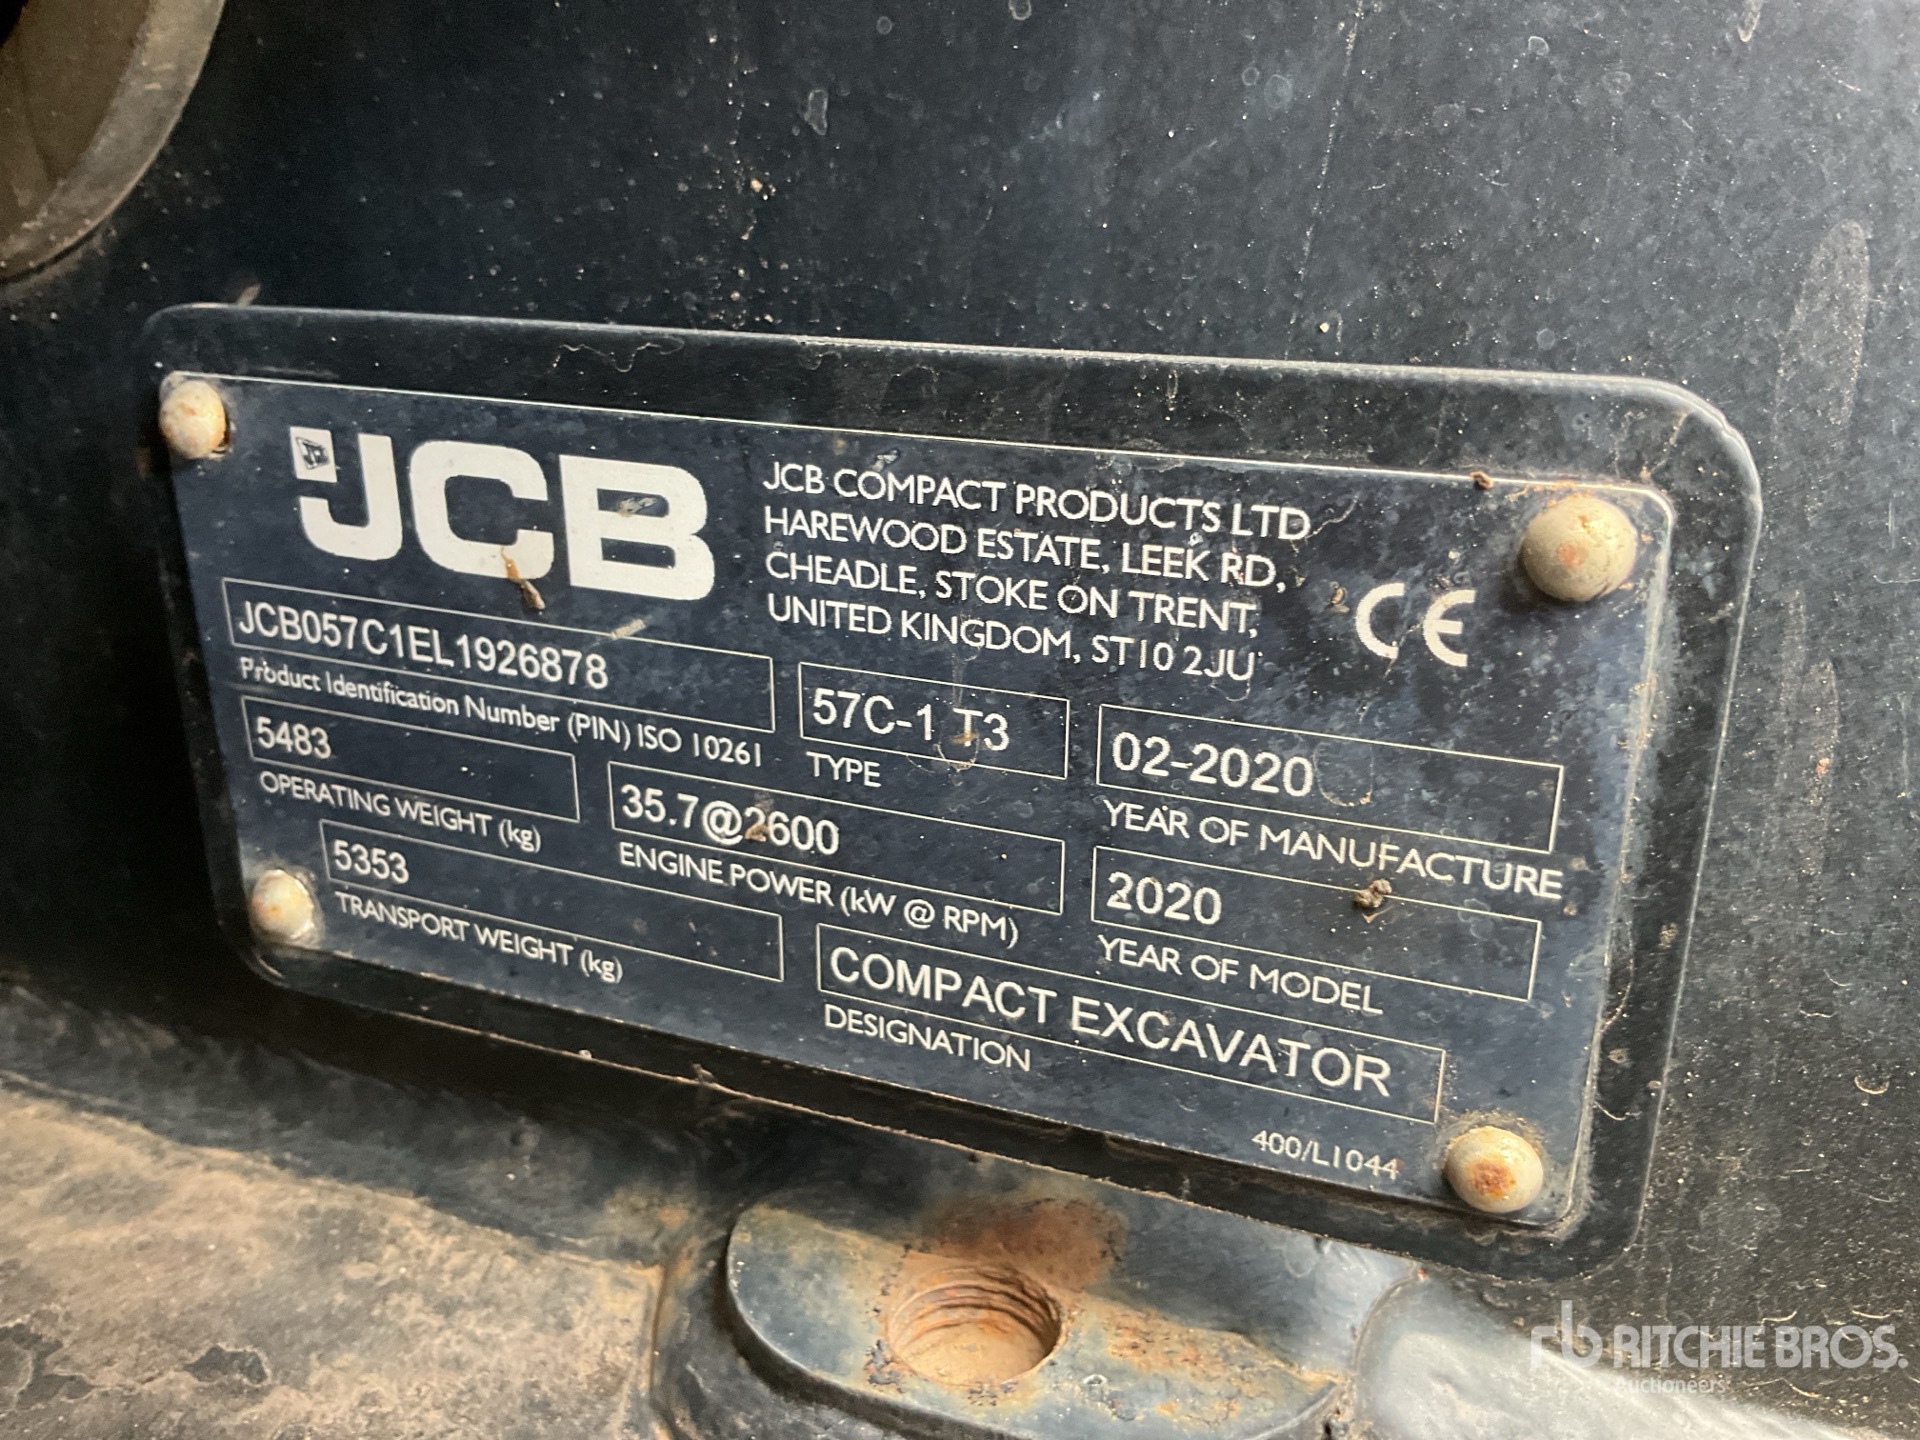 JCB
JCB COMPACT PRODUCTS LTD
HAREWOOD ESTATE, LEEK RD,
CHEADLE, STOKE ON TRENT,
UNITED KINGDOM, ST10 2JU
CE
JCB057C1EL1926878
Product Identification Number (PIN) ISO 10261
57C-1 T3
TYPE
02-2020
YEAR OF MANUFACTURE
5483
OPERATING WEIGHT (kg)
35.7@2600
ENGINE POWER (kW @ RPM)
2020
YEAR OF MODEL
5353
TRANSPORT WEIGHT (kg)
COMPACT EXCAVATOR
DESIGNATION
400/L1044
rb RITCHIE BROS.
Auctioneers